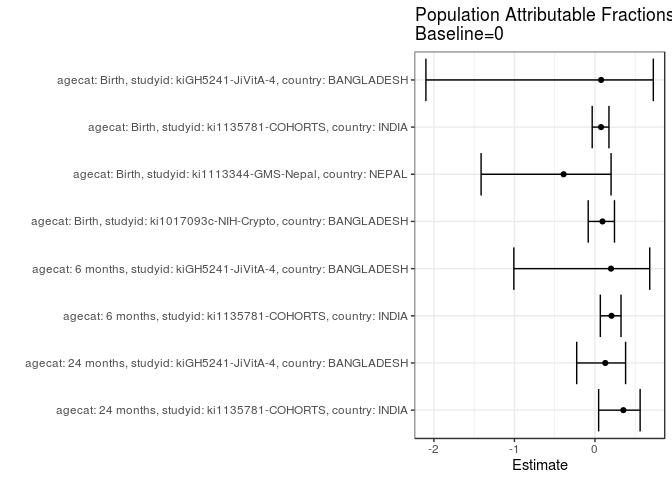 Population Attributable Fractions
Baseline=0
agecat: Birth, studyid: kiGH5241-JiVitA-4, country: BANGLADESH
agecat: Birth, studyid: ki1135781-COHORTS, country: INDIA
agecat: Birth, studyid: ki1113344-GMS-Nepal, country: NEPAL
agecat: Birth, studyid: ki1017093c-NIH-Crypto, country: BANGLADESH
agecat: 6 months, studyid: kiGH5241-JiVitA-4, country: BANGLADESH
agecat: 6 months, studyid: ki1135781-COHORTS, country: INDIA
agecat: 24 months, studyid: kiGH5241-JiVitA-4, country: BANGLADESH
agecat: 24 months, studyid: ki1135781-COHORTS, country: INDIA
-2 -1 0
Estimate